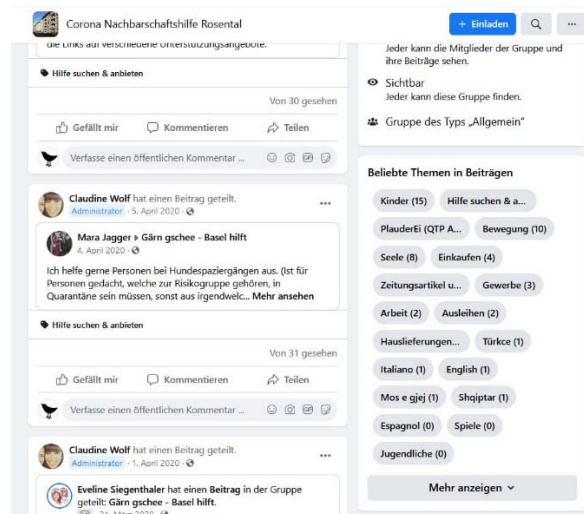 Corona Nachbarschaftshilfe Rosental
+ Einladen
die Links auf verschiedene Unterstützungsangebote.
Hilfe suchen & anbieten
Von 30 gesehen
Gefällt mir
Kommentieren
Teilen
Verfasse einen öffentlichen Kommentar ...
GIF
Claudine Wolf hat einen Beitrag geteilt.
Administrator · 5. April 2020 ·
Mara Jagger ▸ Gärn gschee - Basel hilft
4. April 2020 ·
Ich helfe gerne Personen bei Hundespaziergängen aus. (Ist für
Personen gedacht, welche zur Risikogruppe gehören, in
Quarantäne sein müssen, sonst aus irgendwelc... Mehr ansehen
Hilfe suchen & anbieten
Von 31 gesehen
Gefällt mir
Kommentieren
Teilen
Verfasse einen öffentlichen Kommentar ...
GIF
Claudine Wolf hat einen Beitrag geteilt.
Administrator · 1. April 2020 ·
Eveline Siegenthaler hat einen Beitrag in der Gruppe
geteilt: Gärn gschee - Basel hilft.
31. März 2020 ·
Jeder kann die Mitglieder der Gruppe und
ihre Beiträge sehen.
Sichtbar
Jeder kann diese Gruppe finden.
Gruppe des Typs „Allgemein“
Beliebte Themen in Beiträgen
Kinder (15)
Hilfe suchen & a...
PlauderEi (QTP A...
Bewegung (10)
Seele (8)
Einkaufen (4)
Zeitungsartikel u...
Gewerbe (3)
Arbeit (2)
Ausleihen (2)
Hauslieferungen...
Türkce (1)
Italiano (1)
English (1)
Mos e gjej (1)
Shqiptar (1)
Espagnol (0)
Spiele (0)
Jugendliche (0)
Mehr anzeigen